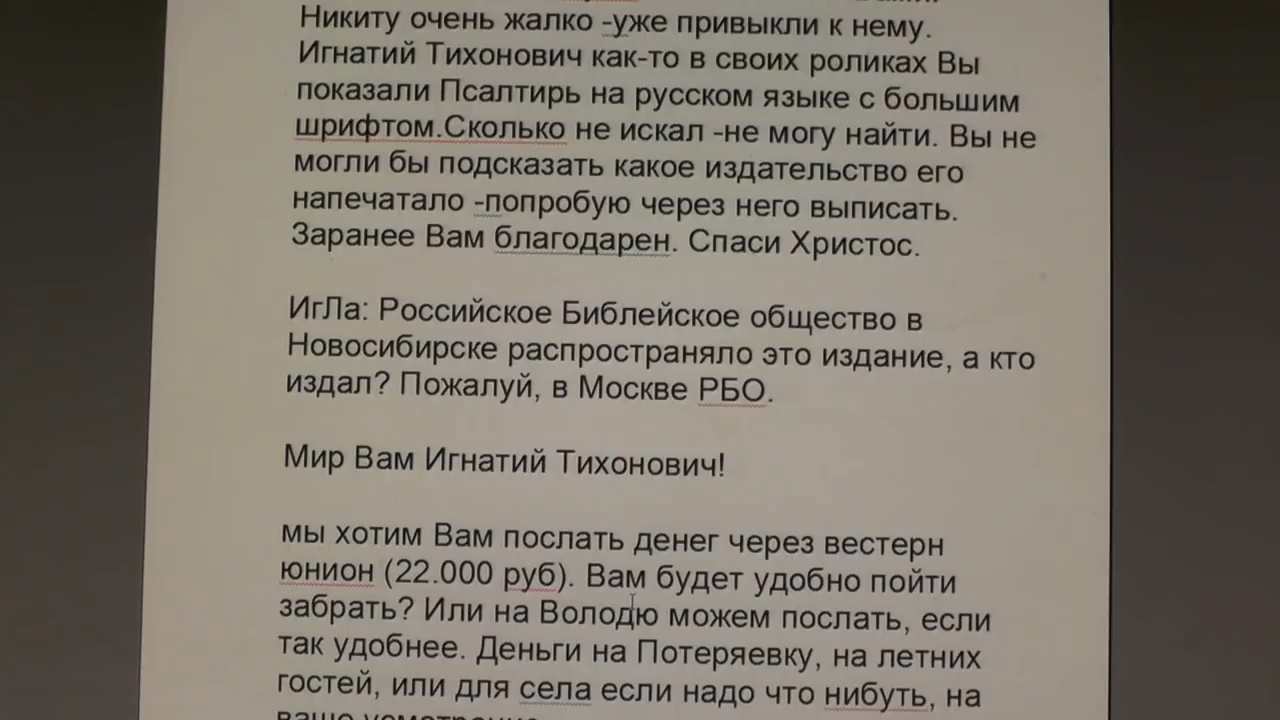 Никиту очень жалко -уже привыкли к нему.
Игнатий Тихонович как-то в своих роликах Вы
показали Псалтирь на русском языке с большим
шрифтом.Сколько не искал -не могу найти. Вы не
могли бы подсказать какое издательство его
напечатало -попробую через него выписать.
Заранее Вам благодарен. Спаси Христос.
ИгЛа: Российское Библейское общество в
Новосибирске распространяло это издание, а кто
издал? Пожалуй, в Москве РБО.
Мир Вам Игнатий Тихонович!
мы хотим Вам послать денег через вестерн
юнион (22.000 руб). Вам будет удобно пойти
забрать? Или на Володю можем послать, если
так удобнее. Деньги на Потеряевку, на летних
гостей, или для села если надо что нибуть, на